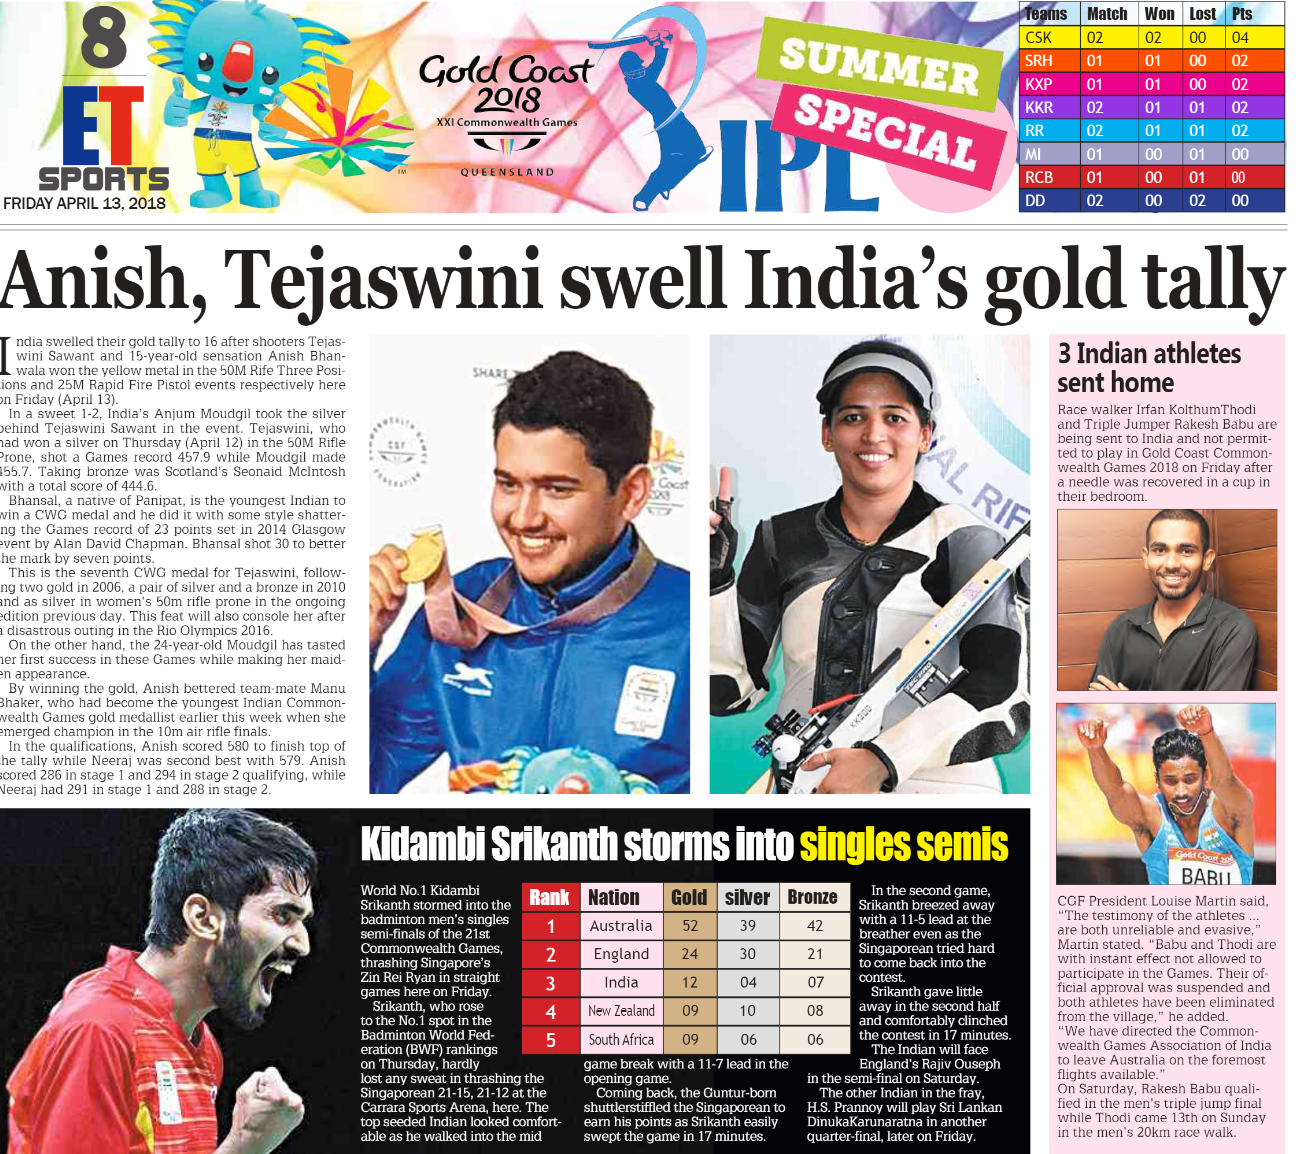 8
ET
SPORTS
FRIDAY APRIL 13, 2018
Gold Coast
2018
XXI Commonwealth Games
QUEENSLAND
IPL
SUMMER
SPECIAL
Teams Match Won Lost Pts
CSK 02 02 00 04
SRH 01 01 00 02
KXP 01 01 00 02
KKR 02 01 01 02
RR 02 01 01 02
MI 01 00 01 00
RCB 01 00 01 00
DD 02 00 02 00
Anish, Tejaswini swell India's gold tally
India swelled their gold tally to 16 after shooters Tejas-
wini Sawant and 15-year-old sensation Anish Bhan-
wala won the yellow metal in the 50M Rife Three Posi-
tions and 25M Rapid Fire Pistol events respectively here
on Friday (April 13).
In a sweet 1-2, India's Anjum Moudgil took the silver
behind Tejaswini Sawant in the event. Tejaswini, who
had won a silver on Thursday (April 12) in the 50M Rifle
Prone, shot a Games record 457.9 while Moudgil made
455.7. Taking bronze was Scotland's Seonaid McIntosh
with a total score of 444.6.
Bhansal, a native of Panipat, is the youngest Indian to
win a CWG medal and he did it with some style shatter-
ing the Games record of 23 points set in 2014 Glasgow
event by Alan David Chapman. Bhansal shot 30 to better
the mark by seven points.
This is the seventh CWG medal for Tejaswini, follow-
ing two gold in 2006, a pair of silver and a bronze in 2010
and as silver in women's 50m rifle prone in the ongoing
edition previous day. This feat will also console her after
a disastrous outing in the Rio Olympics 2016.
On the other hand, the 24-year-old Moudgil has tasted
her first success in these Games while making her maid-
en appearance.
By winning the gold, Anish bettered team-mate Manu
Bhaker, who had become the youngest Indian Common-
wealth Games gold medallist earlier this week when she
emerged champion in the 10m air rifle finals.
In the qualifications, Anish scored 580 to finish top of
the tally while Neeraj was second best with 579. Anish
scored 286 in stage 1 and 294 in stage 2 qualifying, while
Neeraj had 291 in stage 1 and 288 in stage 2.
SHARE
CGF
RIF
3 Indian athletes
sent home
Race walker Irfan KolthumThodi
and Triple Jumper Rakesh Babu are
being sent to India and not permit-
ted to play in Gold Coast Common-
wealth Games 2018 on Friday after
a needle was recovered in a cup in
their bedroom.
Gold Coast 20
BABU
CGF President Louise Martin said,
“The testimony of the athletes ...
are both unreliable and evasive,”
Martin stated. “Babu and Thodi are
with instant effect not allowed to
participate in the Games. Their of-
ficial approval was suspended and
both athletes have been eliminated
from the village,” he added.
“We have directed the Common-
wealth Games Association of India
to leave Australia on the foremost
flights available.”
On Saturday, Rakesh Babu quali-
fied in the men's triple jump final
while Thodi came 13th on Sunday
in the men's 20km race walk.
Kidambi Srikanth storms into singles semis
World No.1 Kidambi
Srikanth stormed into the
badminton men's singles
semi-finals of the 21st
Commonwealth Games,
thrashing Singapore's
Zin Rei Ryan in straight
games here on Friday.
Srikanth, who rose
to the No.1 spot in the
Badminton World Fed-
eration (BWF) rankings
on Thursday, hardly
lost any sweat in thrashing the
Singaporean 21-15, 21-12 at the
Carrara Sports Arena, here. The
top seeded Indian looked comfort-
able as he walked into the mid
Rank Nation Gold silver Bronze
1 Australia 52 39 42
2 England 24 30 21
3 India 12 04 07
4 New Zealand 09 10 08
5 South Africa 09 06 06
game break with a 11-7 lead in the
opening game.
Coming back, the Guntur-born
shuttlerstiffled the Singaporean to
earn his points as Srikanth easily
swept the game in 17 minutes.
In the second game,
Srikanth breezed away
with a 11-5 lead at the
breather even as the
Singaporean tried hard
to come back into the
contest.
Srikanth gave little
away in the second half
and comfortably clinched
the contest in 17 minutes.
The Indian will face
England's Rajiv Ouseph
in the semi-final on Saturday.
The other Indian in the fray,
H.S. Prannoy will play Sri Lankan
DinukaKarunaratna in another
quarter-final, later on Friday.